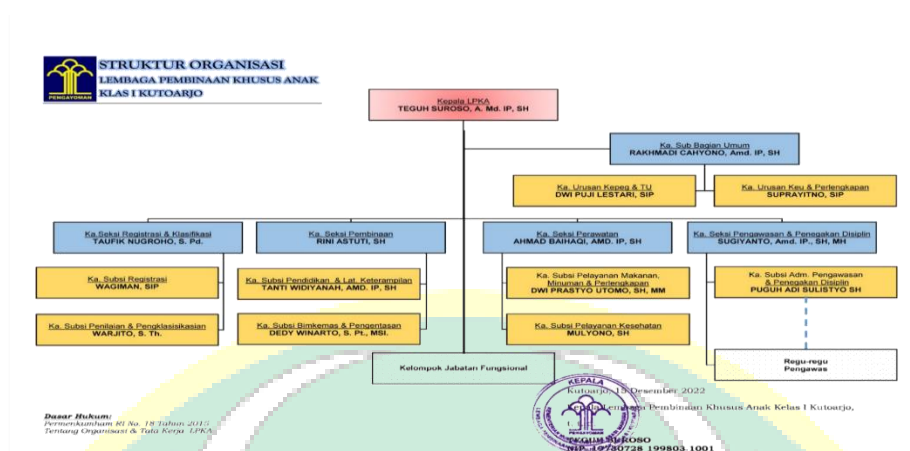 STRUKTUR ORGANISASI
LEMBAGA PEMBINAAN KHUSUS ANAK
KLAS I KUTOARJO
PENGAYOMAN
Kepala LPKA
TEGUH SUROSO, A. Md. IP, SH
Ka. Sub Bagian Umum
RAKHMADI CAHYONO, Amd. IP, SH
Ka. Urusan Kepeg & TU
DWI PUJI LESTARI, SIP
Ka. Urusan Keu & Perlengkapan
SUPRAYITNO, SIP
Ka.Seksi Registrasi & Klasifikasi
TAUFIK NUGROHO, S. Pd.
Ka. Seksi Pembinaan
RINI ASTUTI, SH
Ka. Seksi Perawatan
AHMAD BAIHAQI, AMD. IP, SH
Ka. Seksi Pengawasan & Penegakan Disiplin
SUGIYANTO, Amd. IP., SH, MH
Ka. Subsi Registrasi
WAGIMAN, SIP
Ka. Subsi Pendidikan & Lat. Keterampilan
TANTI WIDIYANAH, AMD. IP, SH
Ka. Subsi Pelayanan Makanan,
Minuman & Perlengkapan
DWI PRASTYO UTOMO, SH, MM
Ka. Subsi Adm. Pengawasan
& Penegakan Disiplin
PUGUH ADI SULISTYO SH
Ka. Subsi Penilaian & Pengklasisikasian
WARJITO, S. Th.
Ka. Subsi Bimkemas & Pengentasan
DEDY WINARTO, S. Pt., MSI.
Ka. Subsi Pelayanan Kesehatan
MULYONO, SH
Kelompok Jabatan Fungsional
Regu-regu
Pengawas
KEPALA
Kutoarjo, 15 Desember 2022
Kepala Lembaga Pembinaan Khusus Anak Kelas I Kutoarjo,
TEGUH SUROSO
NIP. 19730728 199803 1001
Dasar Hukum:
Permenkumham RI No. 18 Tahun 2015
Tentang Organisasi & Tata Kerja LPKA